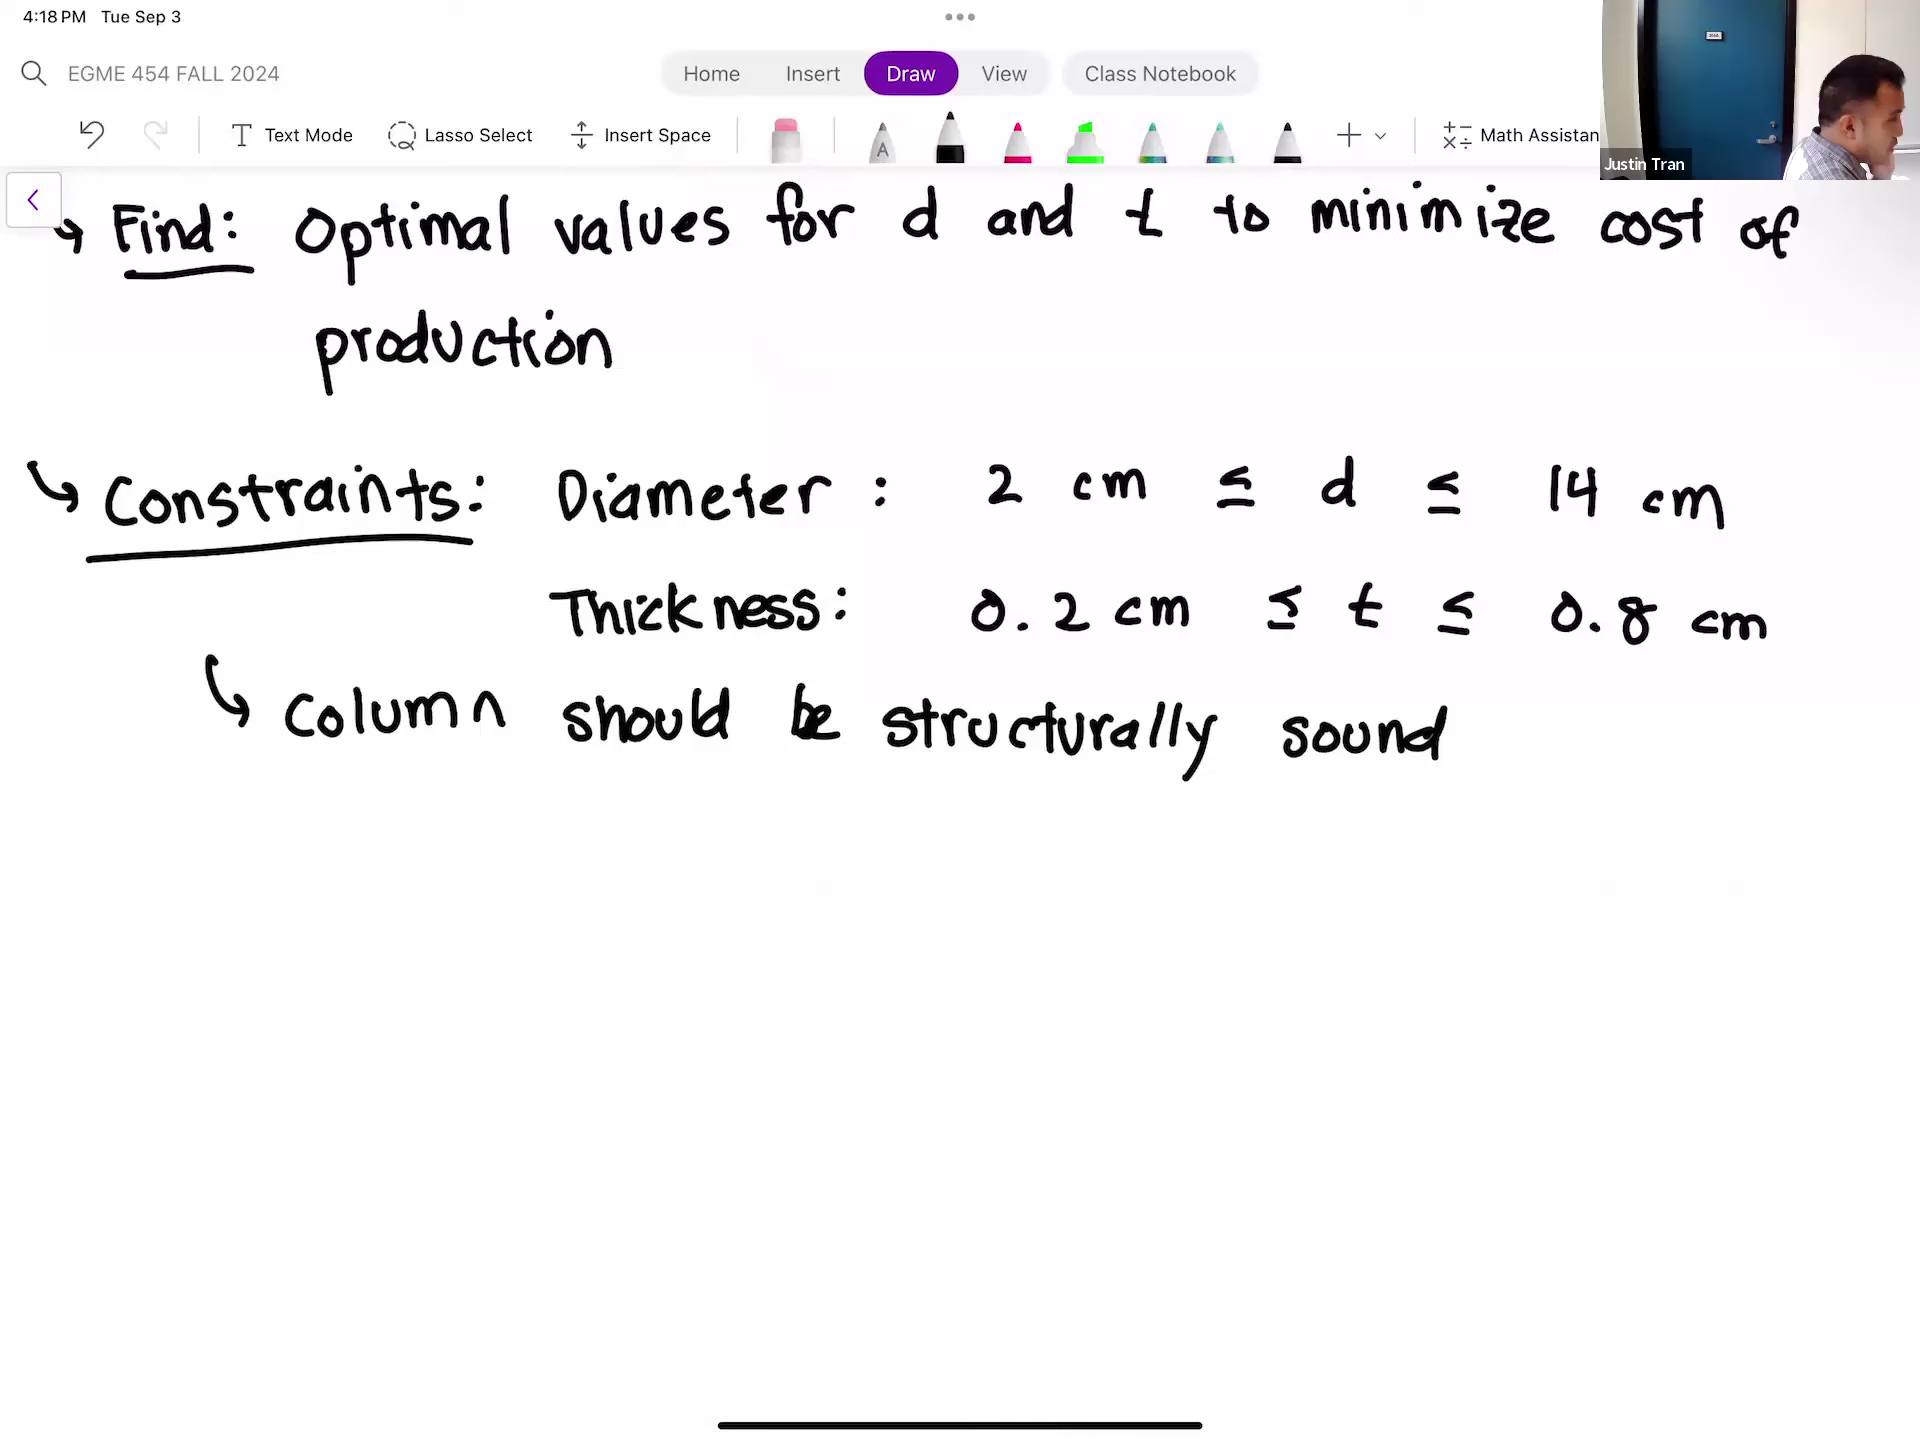 4:18 PM Tue Sep 3
EGME 454 FALL 2024
Home Insert Draw View Class Notebook
Text Mode Lasso Select Insert Space Math Assistan
Justin Tran
Find: Optimal values for d and t to minimize cost of
production
Constraints: Diameter: 2 cm ≤ d ≤ 14 cm
Thickness: 0.2 cm ≤ t ≤ 0.8 cm
Column should be structurally sound